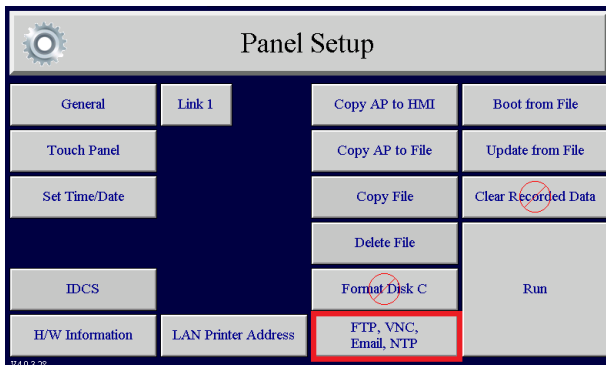 Panel Setup
General
Link 1
Copy AP to HMI
Boot from File
Touch Panel
Copy AP to File
Update from File
Set Time/Date
Copy File
Clear Recorded Data
Delete File
IDCS
Format Disk C
Run
H/W Information
LAN Printer Address
FTP, VNC,
Email, NTP